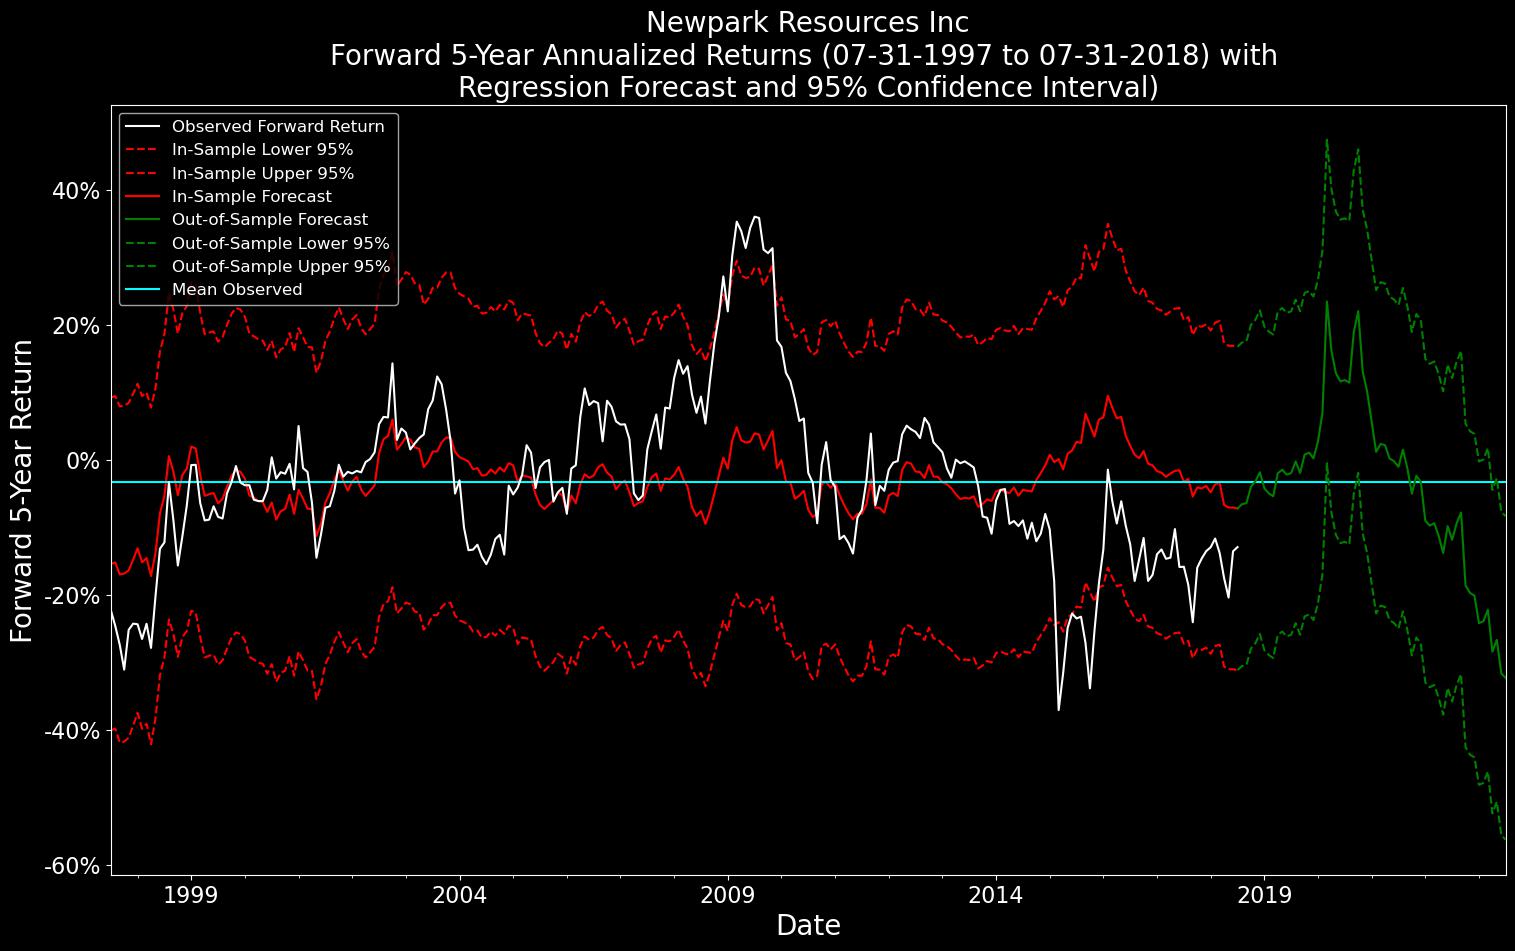 Newpark Resources Inc
Forward 5-Year Annualized Returns (07-31-1997 to 07-31-2018) with
Regression Forecast and 95% Confidence Interval)
Observed Forward Return
In-Sample Lower 95%
In-Sample Upper 95%
In-Sample Forecast
Out-of-Sample Forecast
Out-of-Sample Lower 95%
Out-of-Sample Upper 95%
Mean Observed
Forward 5-Year Return
40%
20%
0%
-20%
-40%
-60%
1999
2004
2009
2014
2019
Date